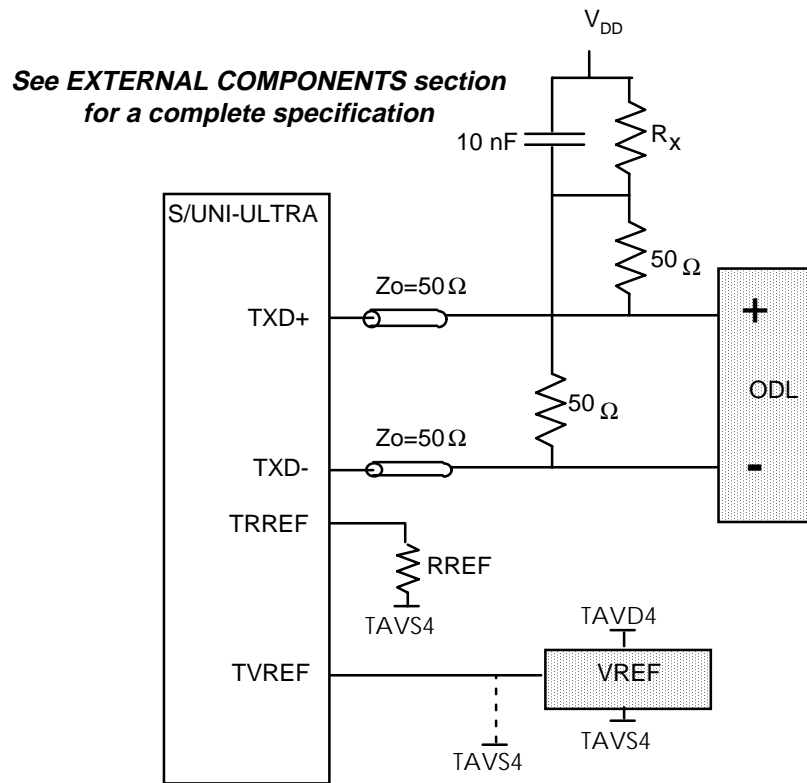 V_DD
See EXTERNAL COMPONENTS section
for a complete specification
10 nF
R_X
S/UNI-ULTRA
50 Ω
Zo=50 Ω
TXD+
+
ODL
50 Ω
Zo=50 Ω
TXD-
-
TRREF
RREF
TAVS4
TAVD4
TVREF
VREF
TAVS4
TAVS4